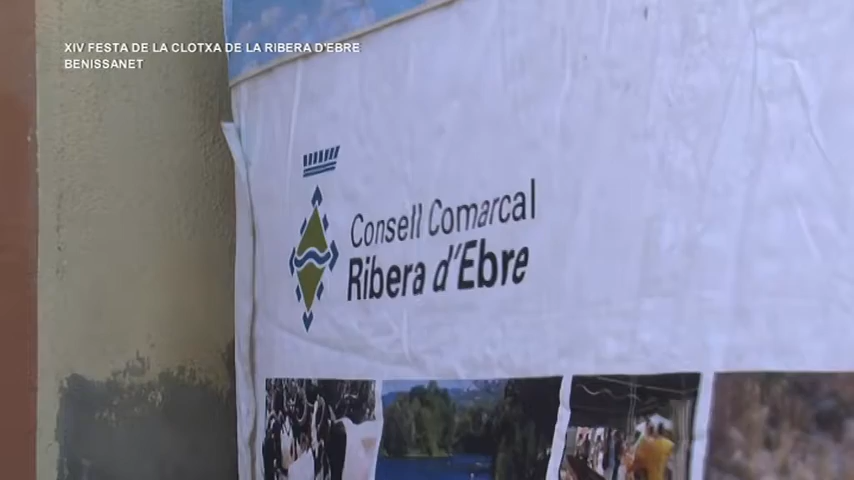 XIV FESTA DE LA CLOTXA DE LA RIBERA D'EBRE
BENISSANET
Consell Comarcal
Ribera d'Ebre